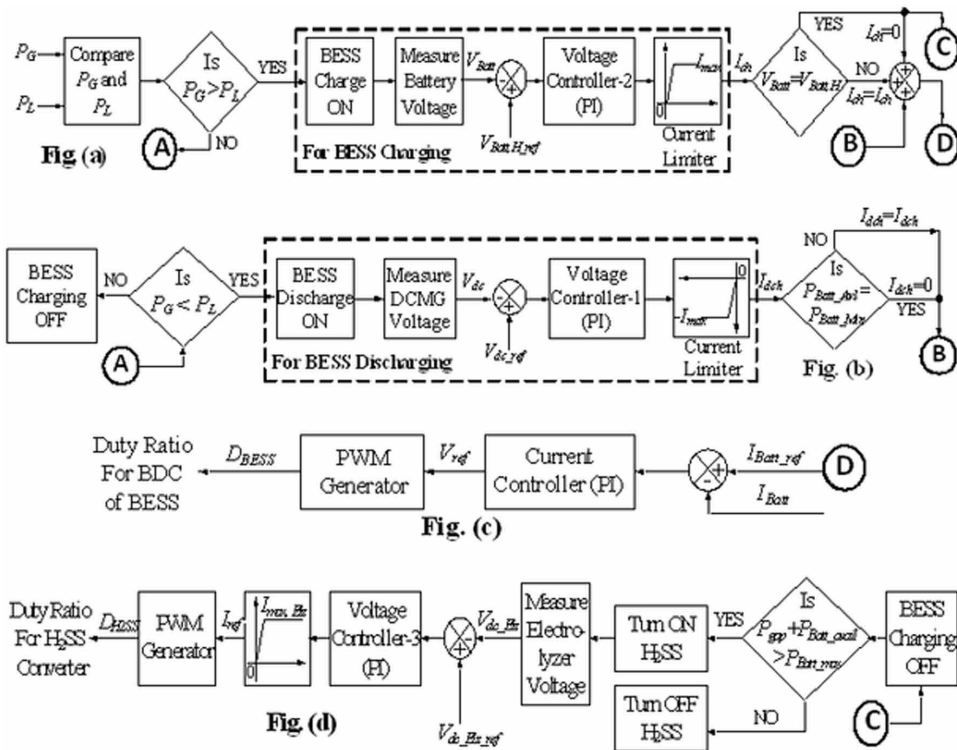 P_G
P_L
Compare
P_G and
P_L
Is
P_G>P_L
YES
NO
A
Fig. (a)
BESS
Charge
ON
Measure
Battery
Voltage
V_Batt
V_Batt,H_ref
Voltage
Controller-2
(PI)
I_max
0
Current
Limiter
For BESS Charging
I_ch
Is
V_Batt=V_Batt,H
YES
I_ch=0
NO
I_ch=I_ch
B
C
D
BESS
Charging
OFF
NO
Is
P_G < P_L
YES
A
BESS
Discharge
ON
Measure
DCMG
Voltage
V_dc
V_dc_ref
Voltage
Controller-1
(PI)
0
-I_max
Current
Limiter
For BESS Discharging
I_dch
Is
P_Batt_Avl=
P_Batt_Min
NO
I_dch=I_dch
I_dch=0
YES
Fig. (b)
B
Duty Ratio
For BDC
of BESS
D_BESS
PWM
Generator
V_ref
Current
Controller (PI)
I_Batt_ref
D
I_Batt
Fig. (c)
Duty Ratio
For H₂SS
Converter
D_H2SS
PWM
Generator
I_ref
I_max_Elz
0
Voltage
Controller-3
(PI)
V_dc_Elz
V_dc_Elz_ref
Measure
Electro-
lyzer
Voltage
Turn ON
H₂SS
YES
Turn OFF
H₂SS
NO
Is
+P_Batt_avail
>P_Batt_max
BESS
Charging
OFF
C
Fig. (d)